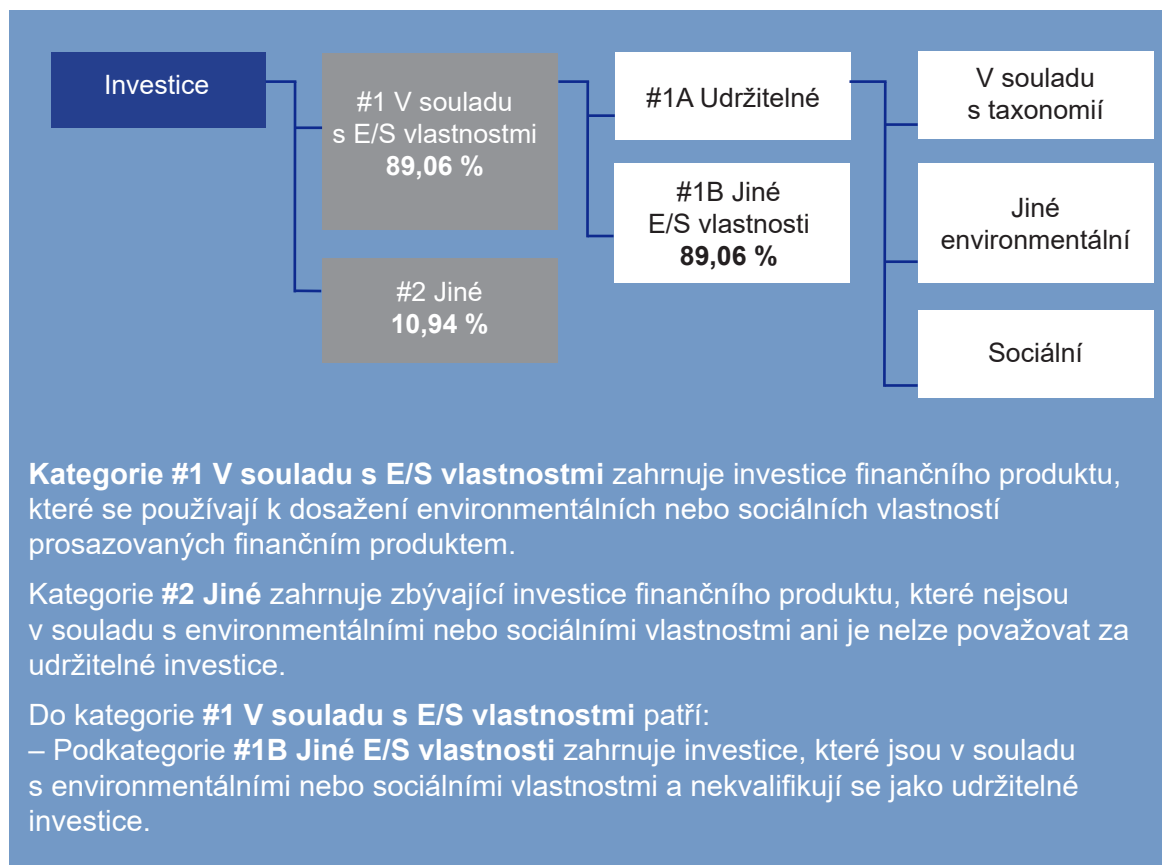 Investice
#1 V souladu
s E/S vlastnostmi
89,06 %
#2 Jiné
10,94 %
#1A Udržitelné
#1B Jiné
E/S vlastnosti
89,06 %
V souladu
s taxonomií
Jiné
environmentální
Sociální
Kategorie #1 V souladu s E/S vlastnostmi zahrnuje investice finančního produktu,
které se používají k dosažení environmentálních nebo sociálních vlastností
prosazovaných finančním produktem.
Kategorie #2 Jiné zahrnuje zbývající investice finančního produktu, které nejsou
v souladu s environmentálními nebo sociálními vlastnostmi ani je nelze považovat za
udržitelné investice.
Do kategorie #1 V souladu s E/S vlastnostmi patří:
– Podkategorie #1B Jiné E/S vlastnosti zahrnuje investice, které jsou v souladu
s environmentálními nebo sociálními vlastnostmi a nekvalifikují se jako udržitelné
investice.